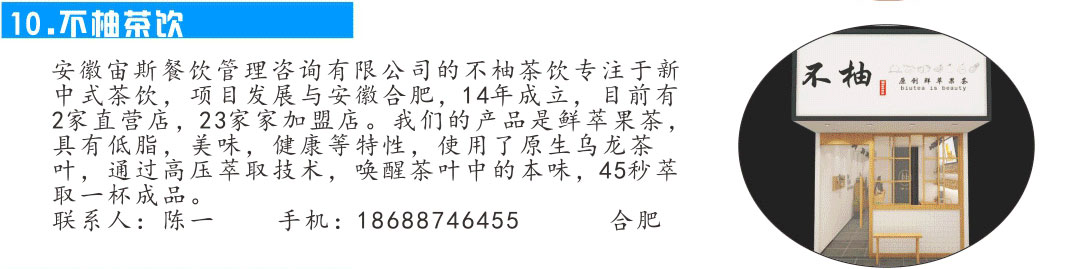 10.不柚茶饮
安徽宙斯餐饮管理咨询有限公司的不柚茶饮专注于新
中式茶饮，项目发展与安徽合肥，14年成立，目前有
2家直营店，23家家加盟店。我们的产品是鲜萃果茶，
具有低脂，美味，健康等特性，使用了原生乌龙茶
叶，通过高压萃取技术，唤醒茶叶中的本味，45秒萃
取一杯成品。
联系人：陈一 手机：18688746455 合肥
不柚
原创鲜萃果茶
biutea is beauty